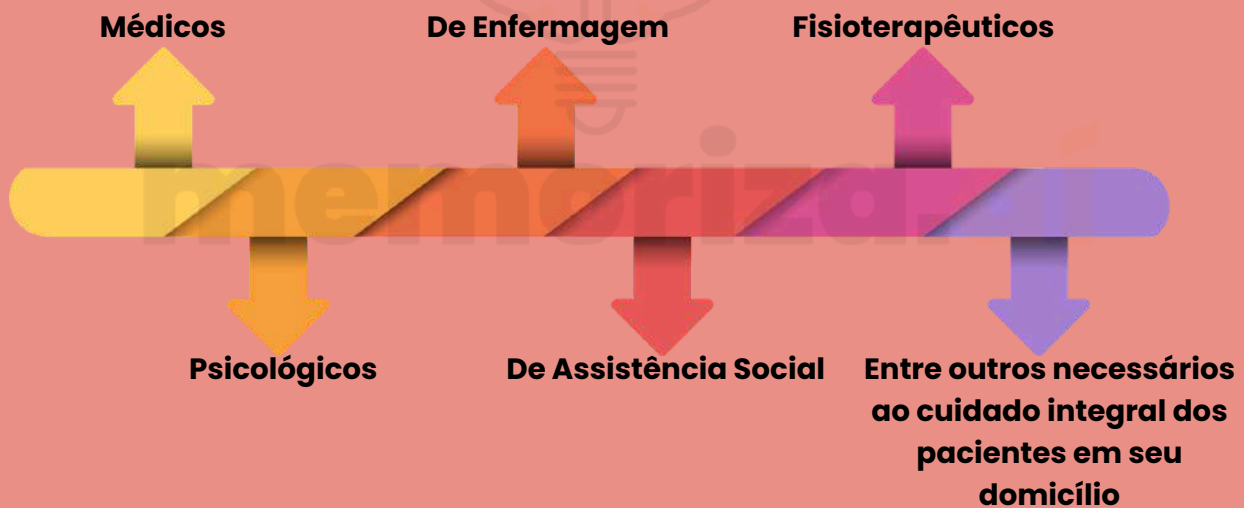 Médicos
De Enfermagem
Fisioterapêuticos
memoriza.aí
Psicológicos
De Assistência Social
Entre outros necessários
ao cuidado integral dos
pacientes em seu
domicílio